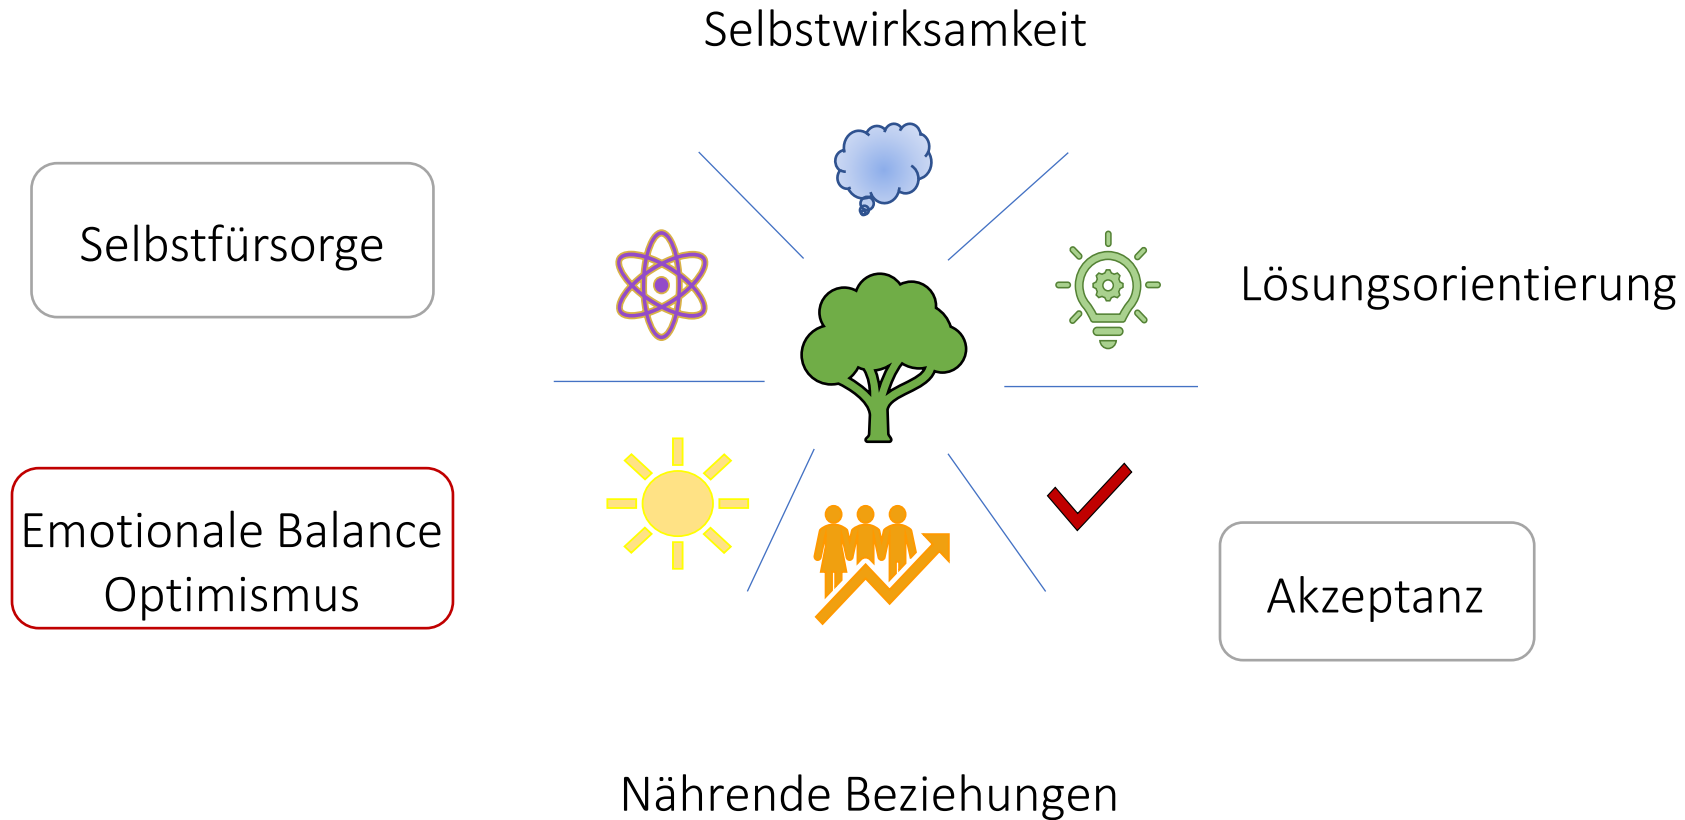 Selbstwirksamkeit
Selbstfürsorge
Lösungsorientierung
Emotionale Balance
Optimismus
Akzeptanz
Nährende Beziehungen